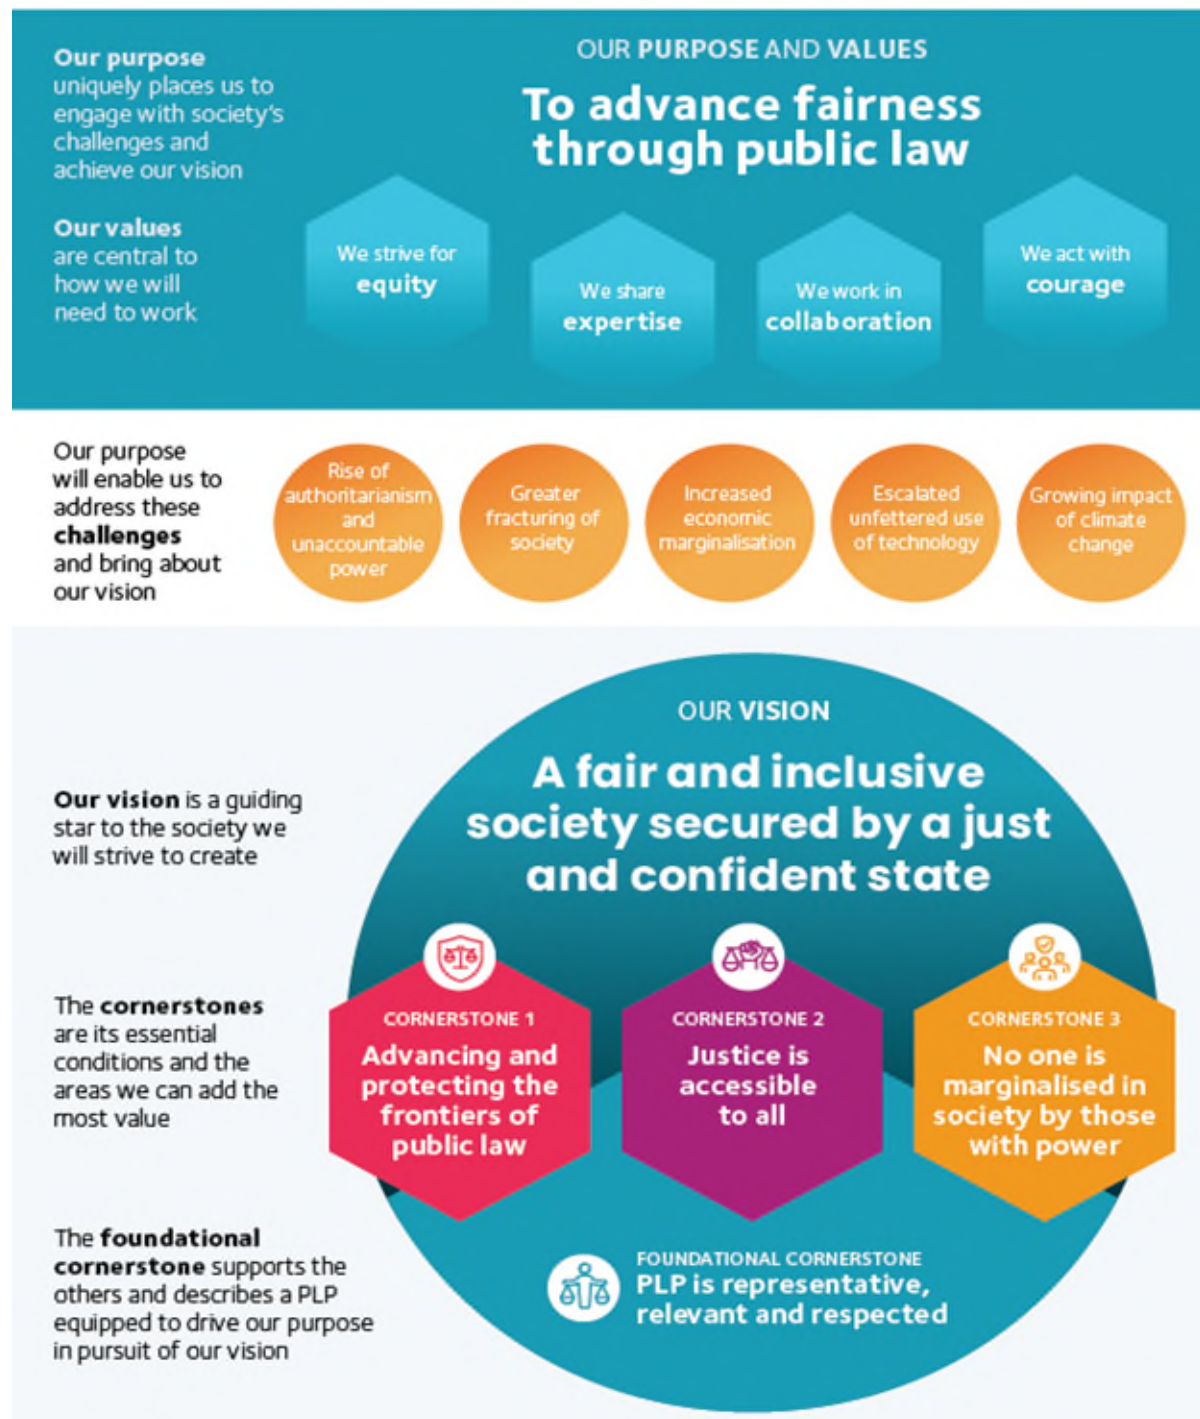 Our purpose
uniquely places us to
engage with society's
challenges and
achieve our vision
Our values
are central to
how we will
need to work
OUR PURPOSE AND VALUES
To advance fairness
through public law
We strive for
equity
We share
expertise
We work in
collaboration
We act with
courage
Our purpose
will enable us to
address these
challenges
and bring about
our vision
Rise of
authoritarianism
and
unaccountable
power
Greater
fracturing of
society
Increased
economic
marginalisation
Escalated
unfettered use
of technology
Growing impact
of climate
change
Our vision is a guiding
star to the society we
will strive to create
OUR VISION
A fair and inclusive
society secured by a just
and confident state
The cornerstones
are its essential
conditions and the
areas we can add the
most value
CORNERSTONE 1
Advancing and
protecting the
frontiers of
public law
CORNERSTONE 2
Justice is
accessible
to all
CORNERSTONE 3
No one is
marginalised in
society by those
with power
The foundational
cornerstone supports the
others and describes a PLP
equipped to drive our purpose
in pursuit of our vision
FOUNDATIONAL CORNERSTONE
PLP is representative,
relevant and respected